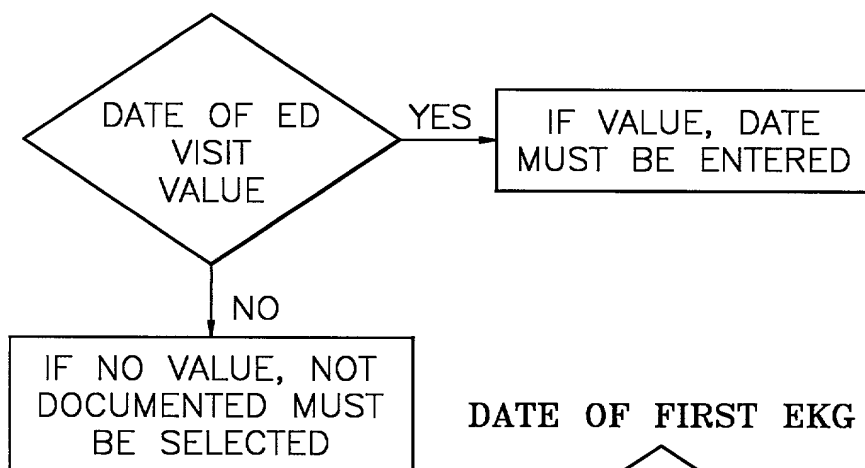 DATE OF ED
VISIT
VALUE
YES
IF VALUE, DATE
MUST BE ENTERED
NO
IF NO VALUE, NOT
DOCUMENTED MUST
BE SELECTED
DATE OF FIRST EKG